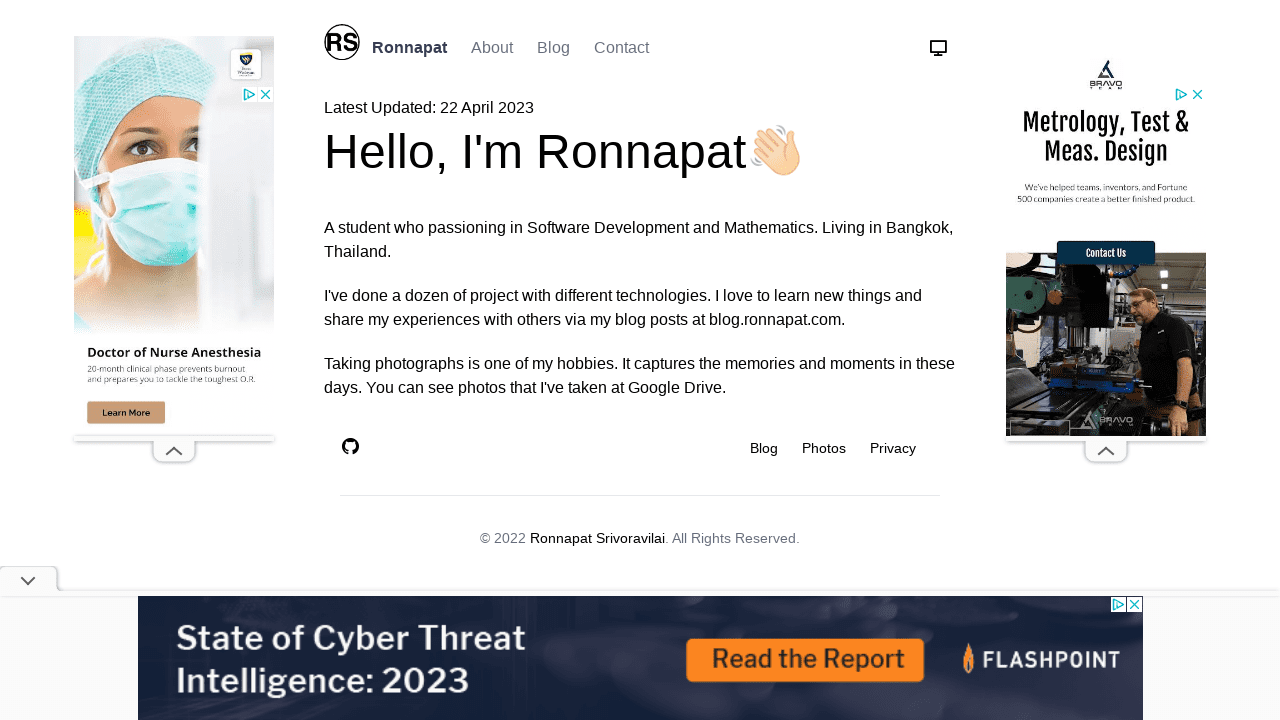 RS Ronnapat About Blog Contact
Latest Updated: 22 April 2023
Hello, I'm Ronnapat👋🏻
A student who passioning in Software Development and Mathematics. Living in Bangkok,
Thailand.
I've done a dozen of project with different technologies. I love to learn new things and
share my experiences with others via my blog posts at blog.ronnapat.com.
Taking photographs is one of my hobbies. It captures the memories and moments in these
days. You can see photos that I've taken at Google Drive.
Blog Photos Privacy
© 2022 Ronnapat Srivoravilai. All Rights Reserved.
Doctor of Nurse Anesthesia
20-month clinical phase prevents burnout
and prepares you to tackle the toughest O.R.
Learn More
BRAVO
TEAM
Metrology, Test &
Meas. Design
We've helped teams, inventors, and Fortune
500 companies create a better finished product.
Contact Us
BRAVO
TEAM
State of Cyber Threat
Intelligence: 2023
Read the Report
FLASHPOINT